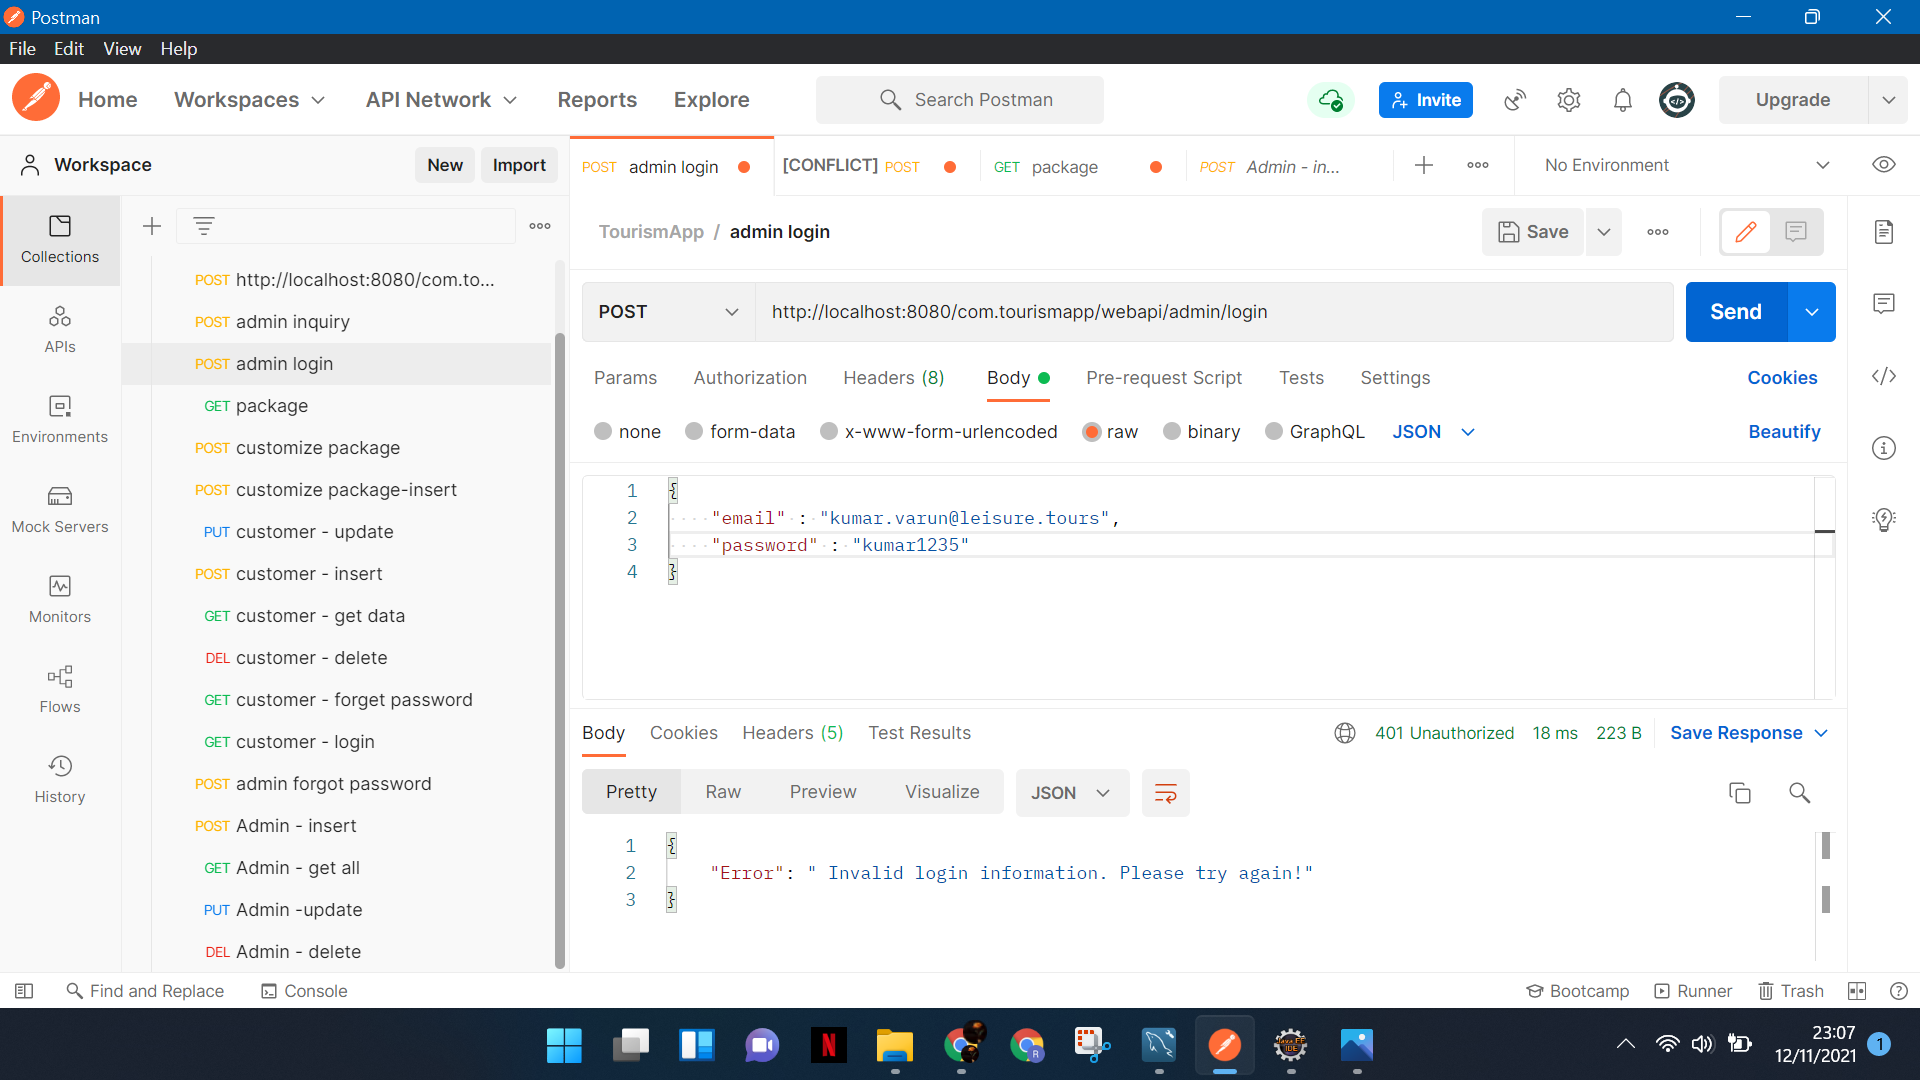 Postman
File Edit View Help
Home Workspaces API Network Reports Explore Search Postman Invite Upgrade
Workspace New Import
POST admin login [CONFLICT] POST GET package POST Admin - in... No Environment
Collections
APIs
Environments
Mock Servers
Monitors
Flows
History
POST http://localhost:8080/com.to...
POST admin inquiry
POST admin login
GET package
POST customize package
POST customize package-insert
PUT customer - update
POST customer - insert
GET customer - get data
DEL customer - delete
GET customer - forget password
GET customer - login
POST admin forgot password
POST Admin - insert
GET Admin - get all
PUT Admin -update
DEL Admin - delete
TourismApp / admin login Save
POST http://localhost:8080/com.tourismapp/webapi/admin/login Send
Params Authorization Headers (8) Body Pre-request Script Tests Settings Cookies
none form-data x-www-form-urlencoded raw binary GraphQL JSON Beautify
1 {
2 "email" : "kumar.varun@leisure.tours",
3 "password" : "kumar1235"
4 }
Body Cookies Headers (5) Test Results 401 Unauthorized 18 ms 223 B Save Response
Pretty Raw Preview Visualize JSON
1 {
2 "Error": " Invalid login information. Please try again!"
3 }
Find and Replace Console Bootcamp Runner Trash
N R Java EE IDE
23:07
12/11/2021 1